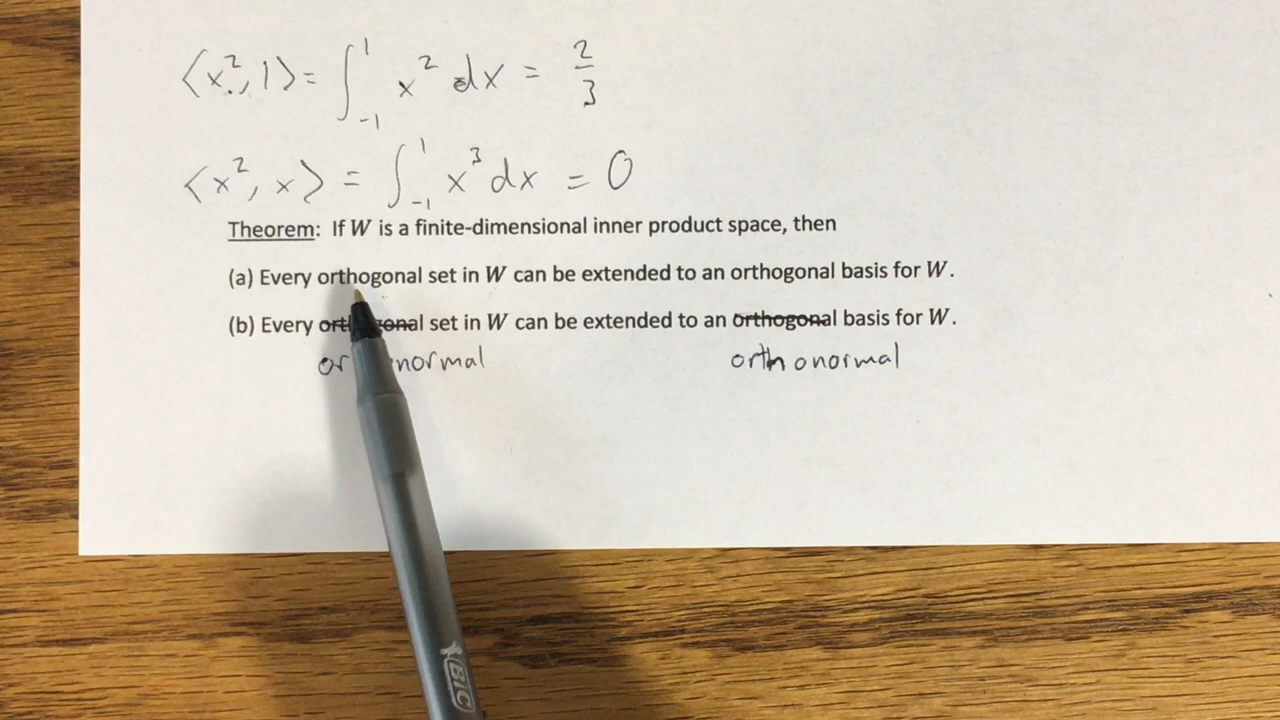 ⟨x², 1⟩ = ∫₋₁¹ x² dx = 2/3
⟨x², x⟩ = ∫₋₁¹ x³ dx = 0
Theorem: If W is a finite-dimensional inner product space, then
(a) Every orthogonal set in W can be extended to an orthogonal basis for W.
(b) Every orthogonal set in W can be extended to an orthogonal basis for W.
orthonormal orthonormal
BIC